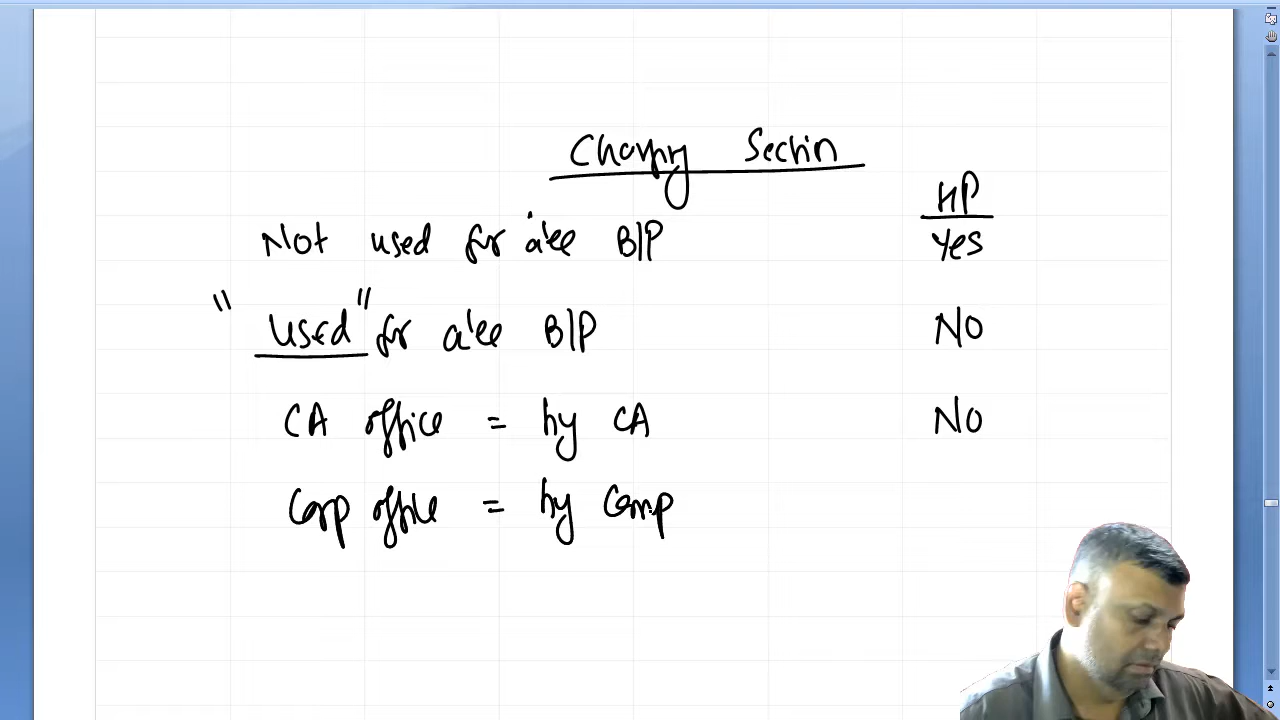 Charging Section
HP
Not used for a'ee B/P Yes
"used" for a'ee B/P NO
CA office = by CA NO
Corp office = by Comp